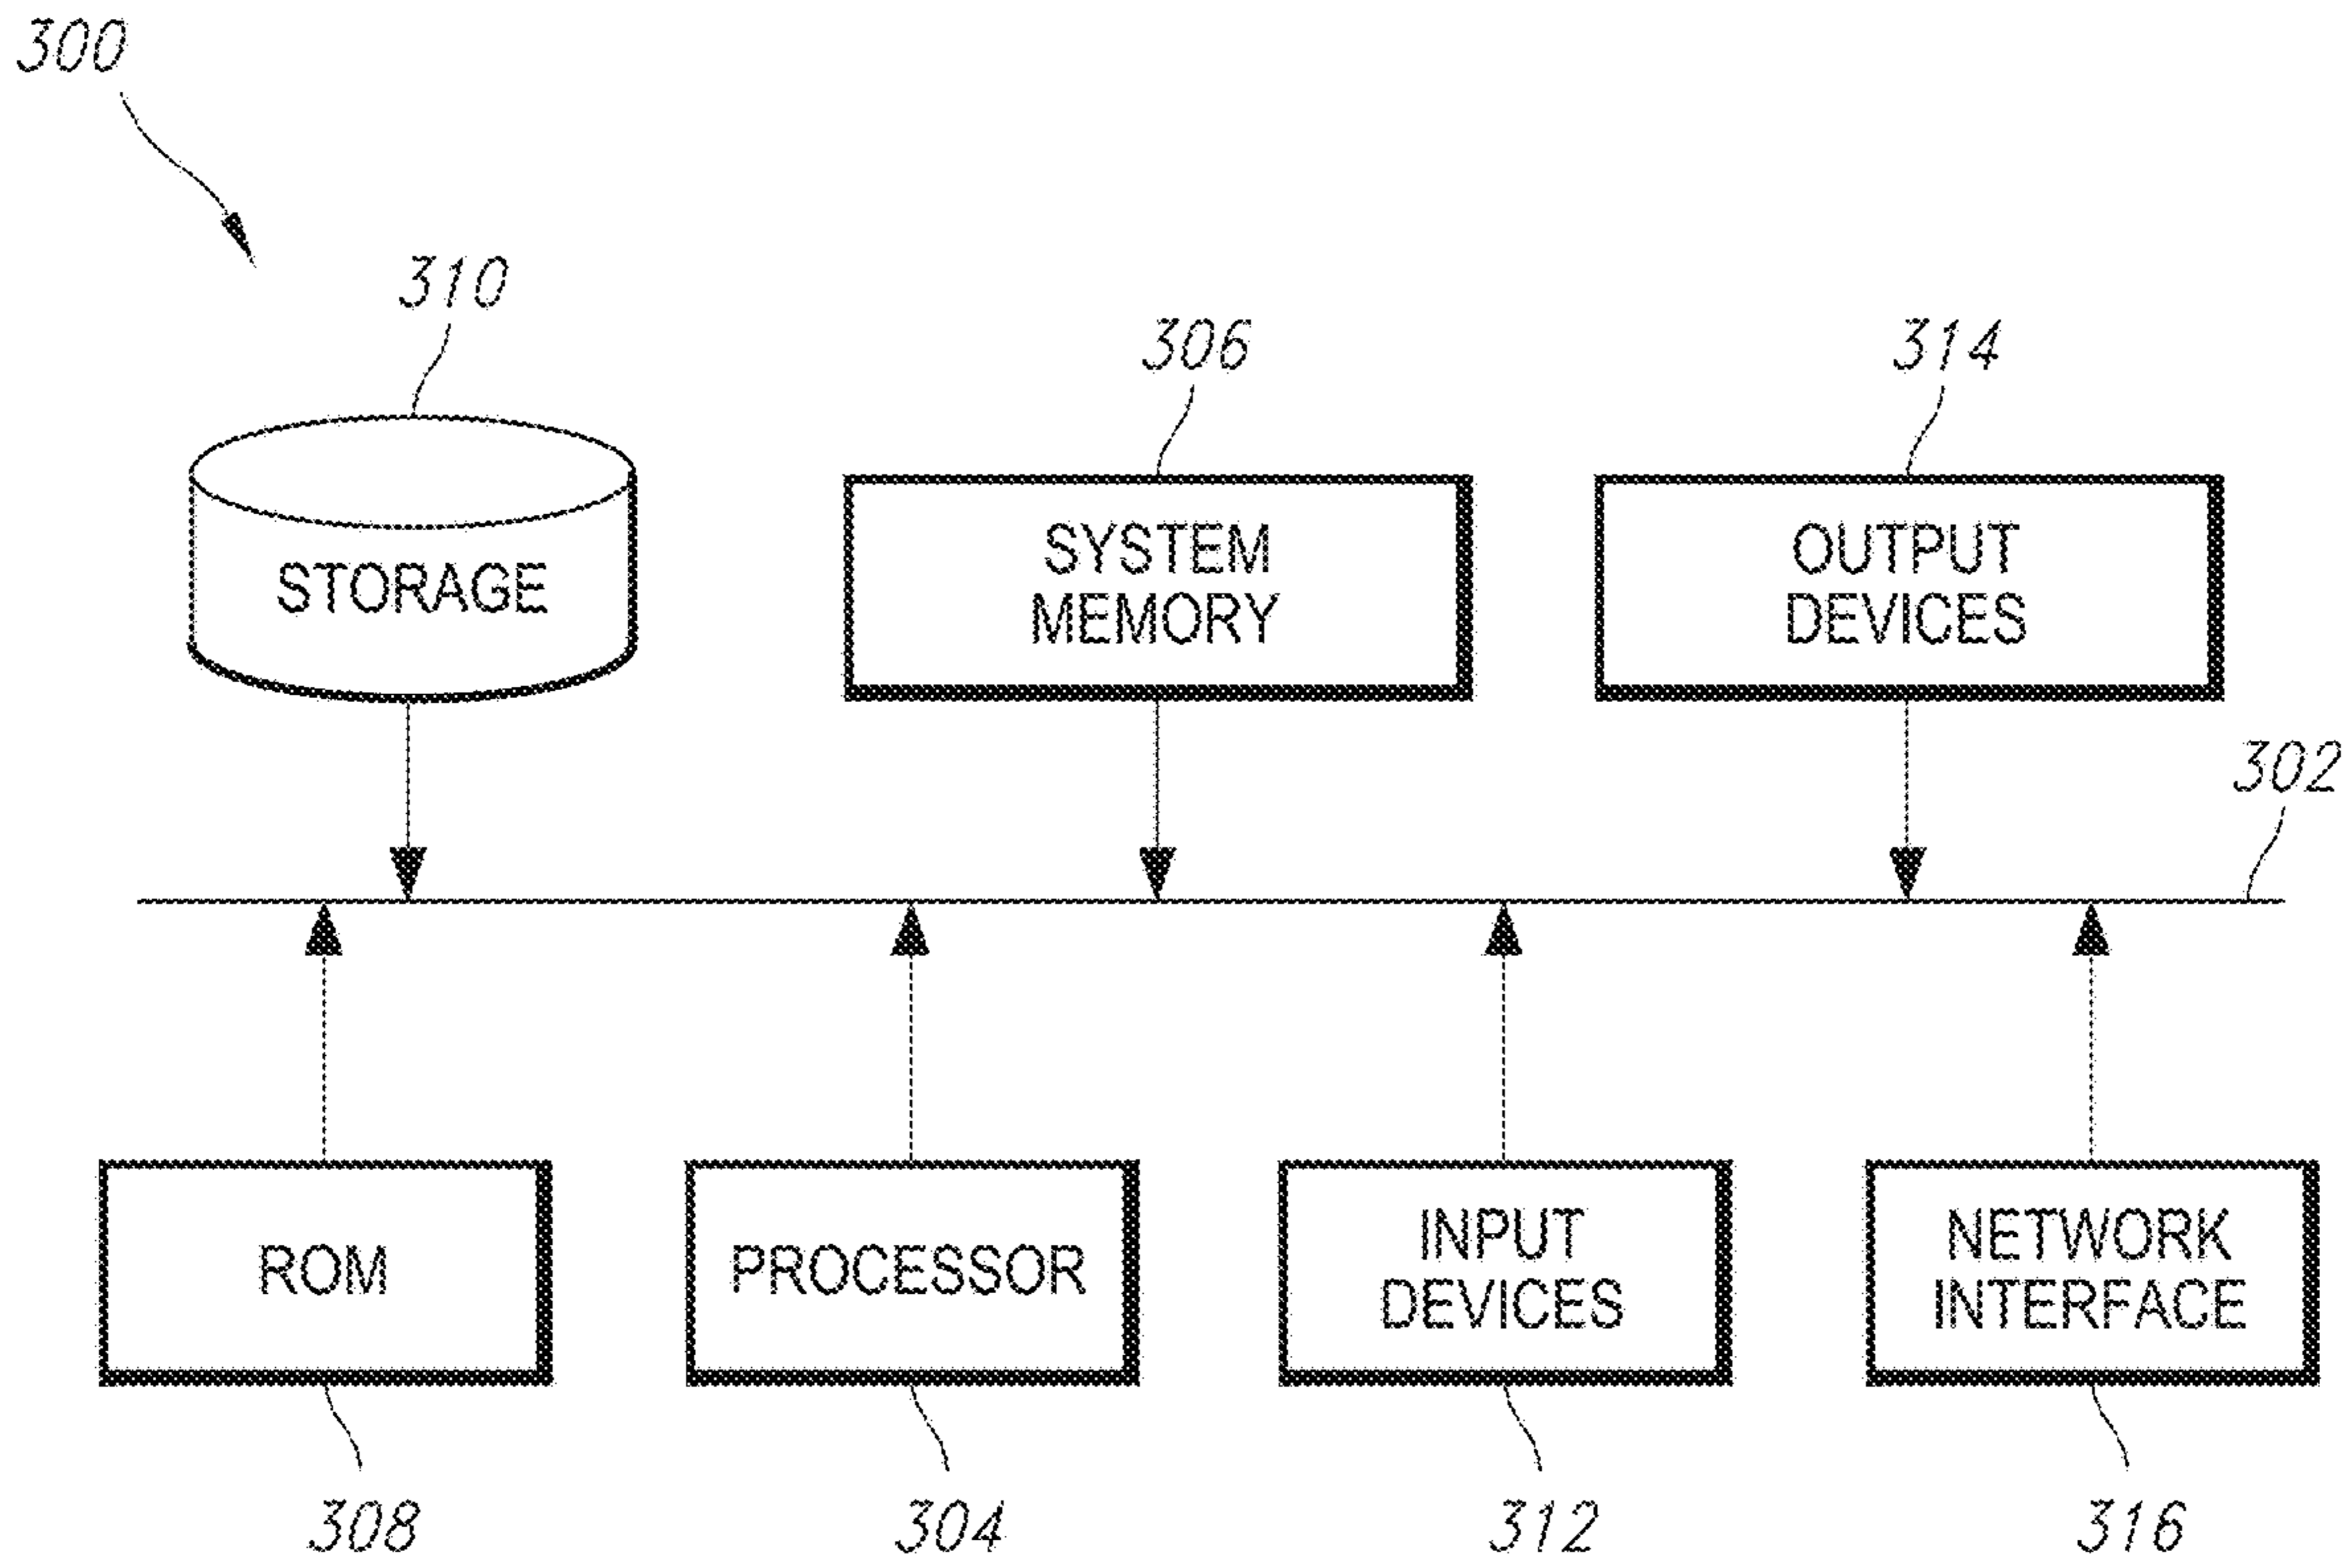 300
310
306
314
STORAGE
SYSTEM
MEMORY
OUTPUT
DEVICES
302
ROM
PROCESSOR
INPUT
DEVICES
NETWORK
INTERFACE
308
304
312
316